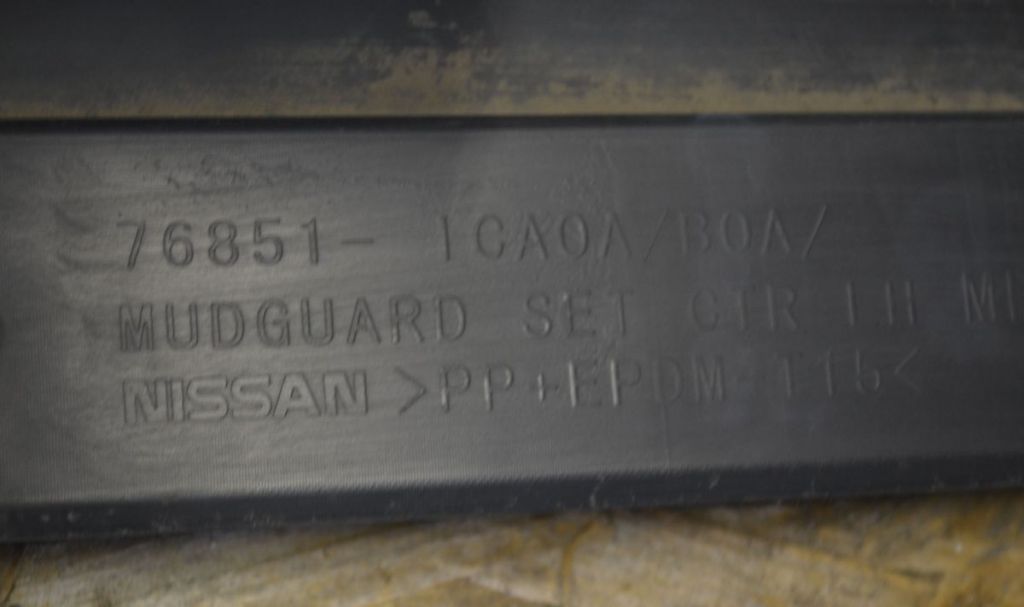 76851- 1CA0A/B0A/
MUDGUARD SET CTR LH
NISSAN >PP+EPDM T15<